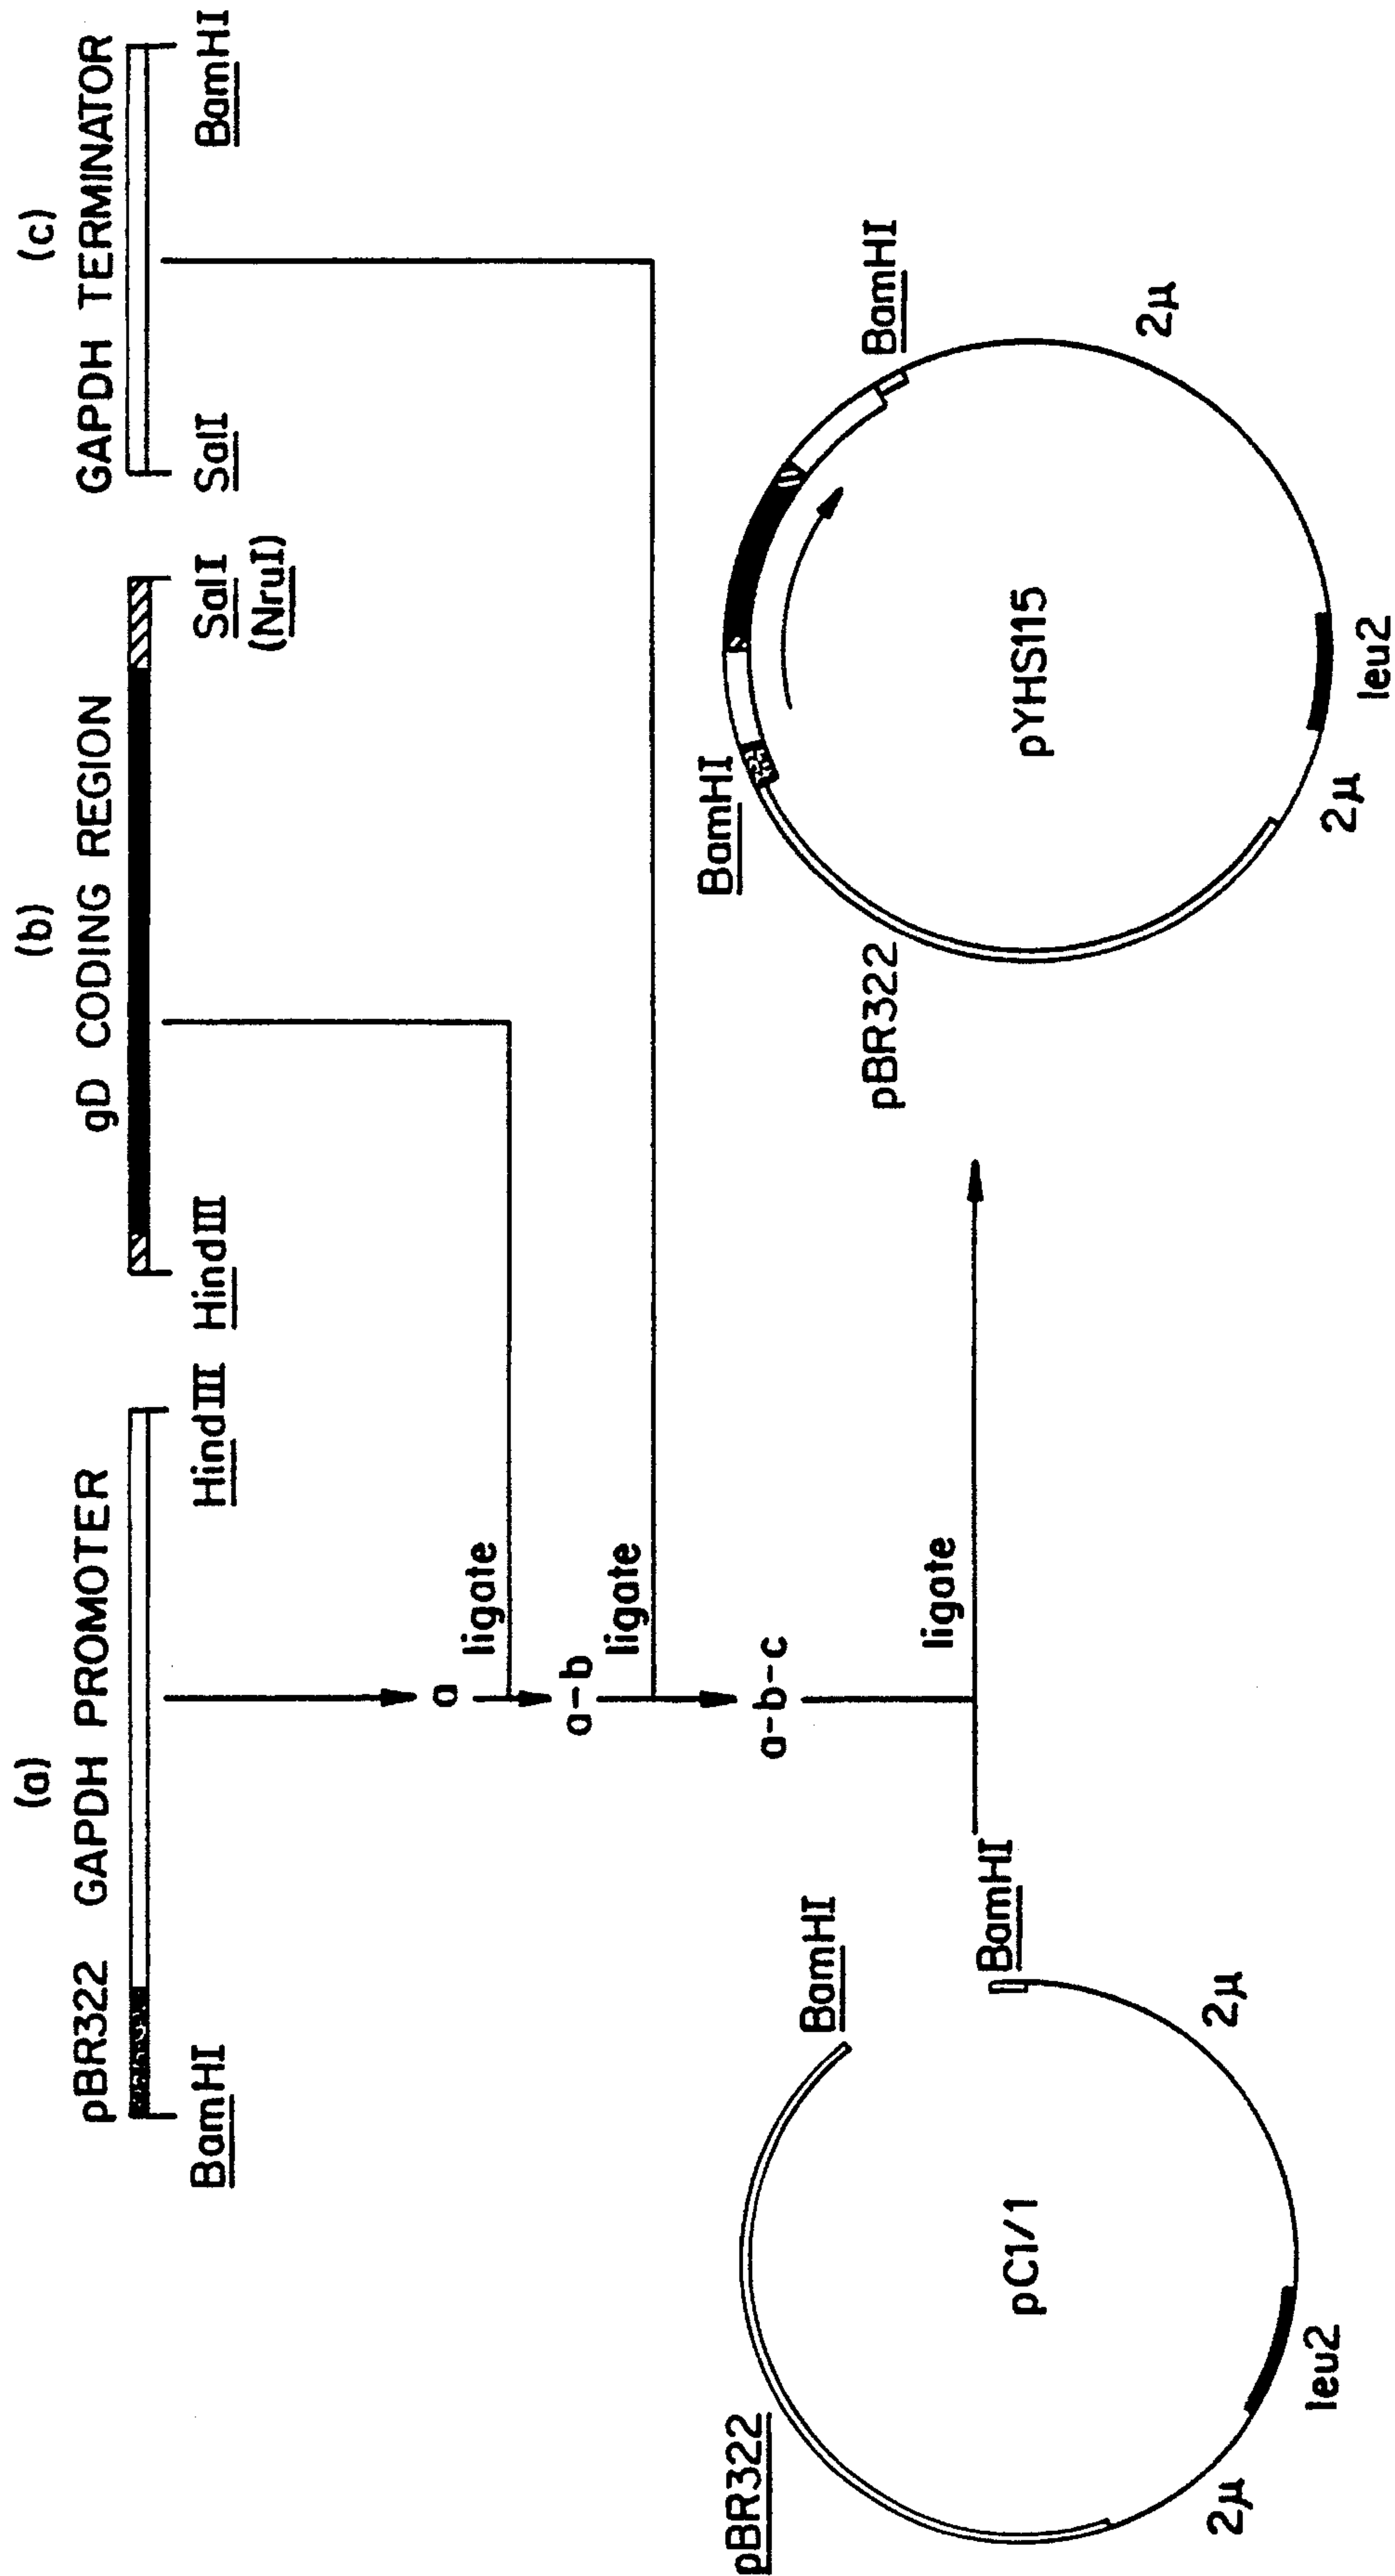 (a)
pBR322 GAPDH PROMOTER
BamHI
HindIII
(b)
gD CODING REGION
HindIII
SalI
(NruI)
(c)
GAPDH TERMINATOR
SalI
BamHI
a
ligate
a-b
ligate
a-b-c
ligate
pBR322
BamHI
BamHI
pC1/1
2μ
leu2
2μ
pBR322
BamHI
BamHI
pYHS115
2μ
leu2
2μ